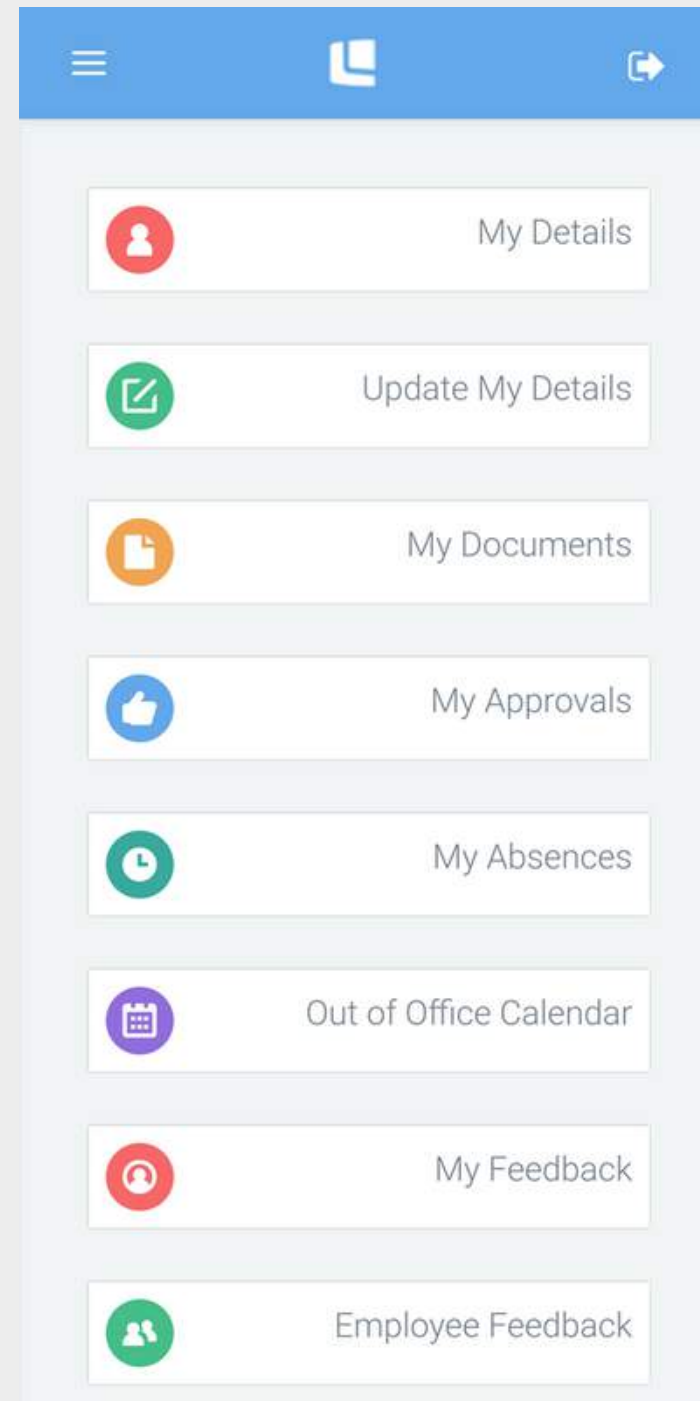 My Details
Update My Details
My Documents
My Approvals
My Absences
Out of Office Calendar
My Feedback
Employee Feedback